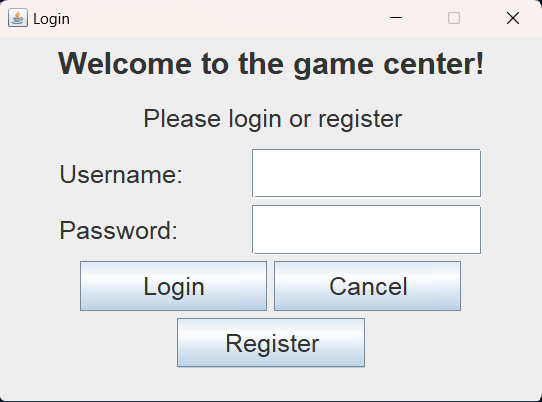 Login
Welcome to the game center!
Please login or register
Username:
Password:
Login Cancel
Register